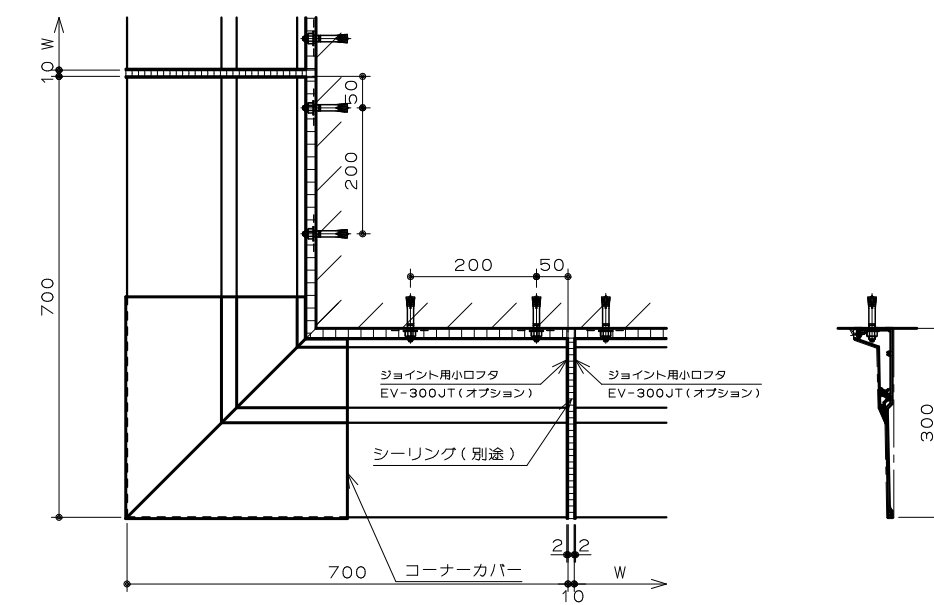 W
10
50
200
700
200
50
ジョイント用小口フタ
EV-300JT(オプション)
ジョイント用小口フタ
EV-300JT(オプション)
シーリング(別途)
300
2
2
コーナーカバー
700
10
W